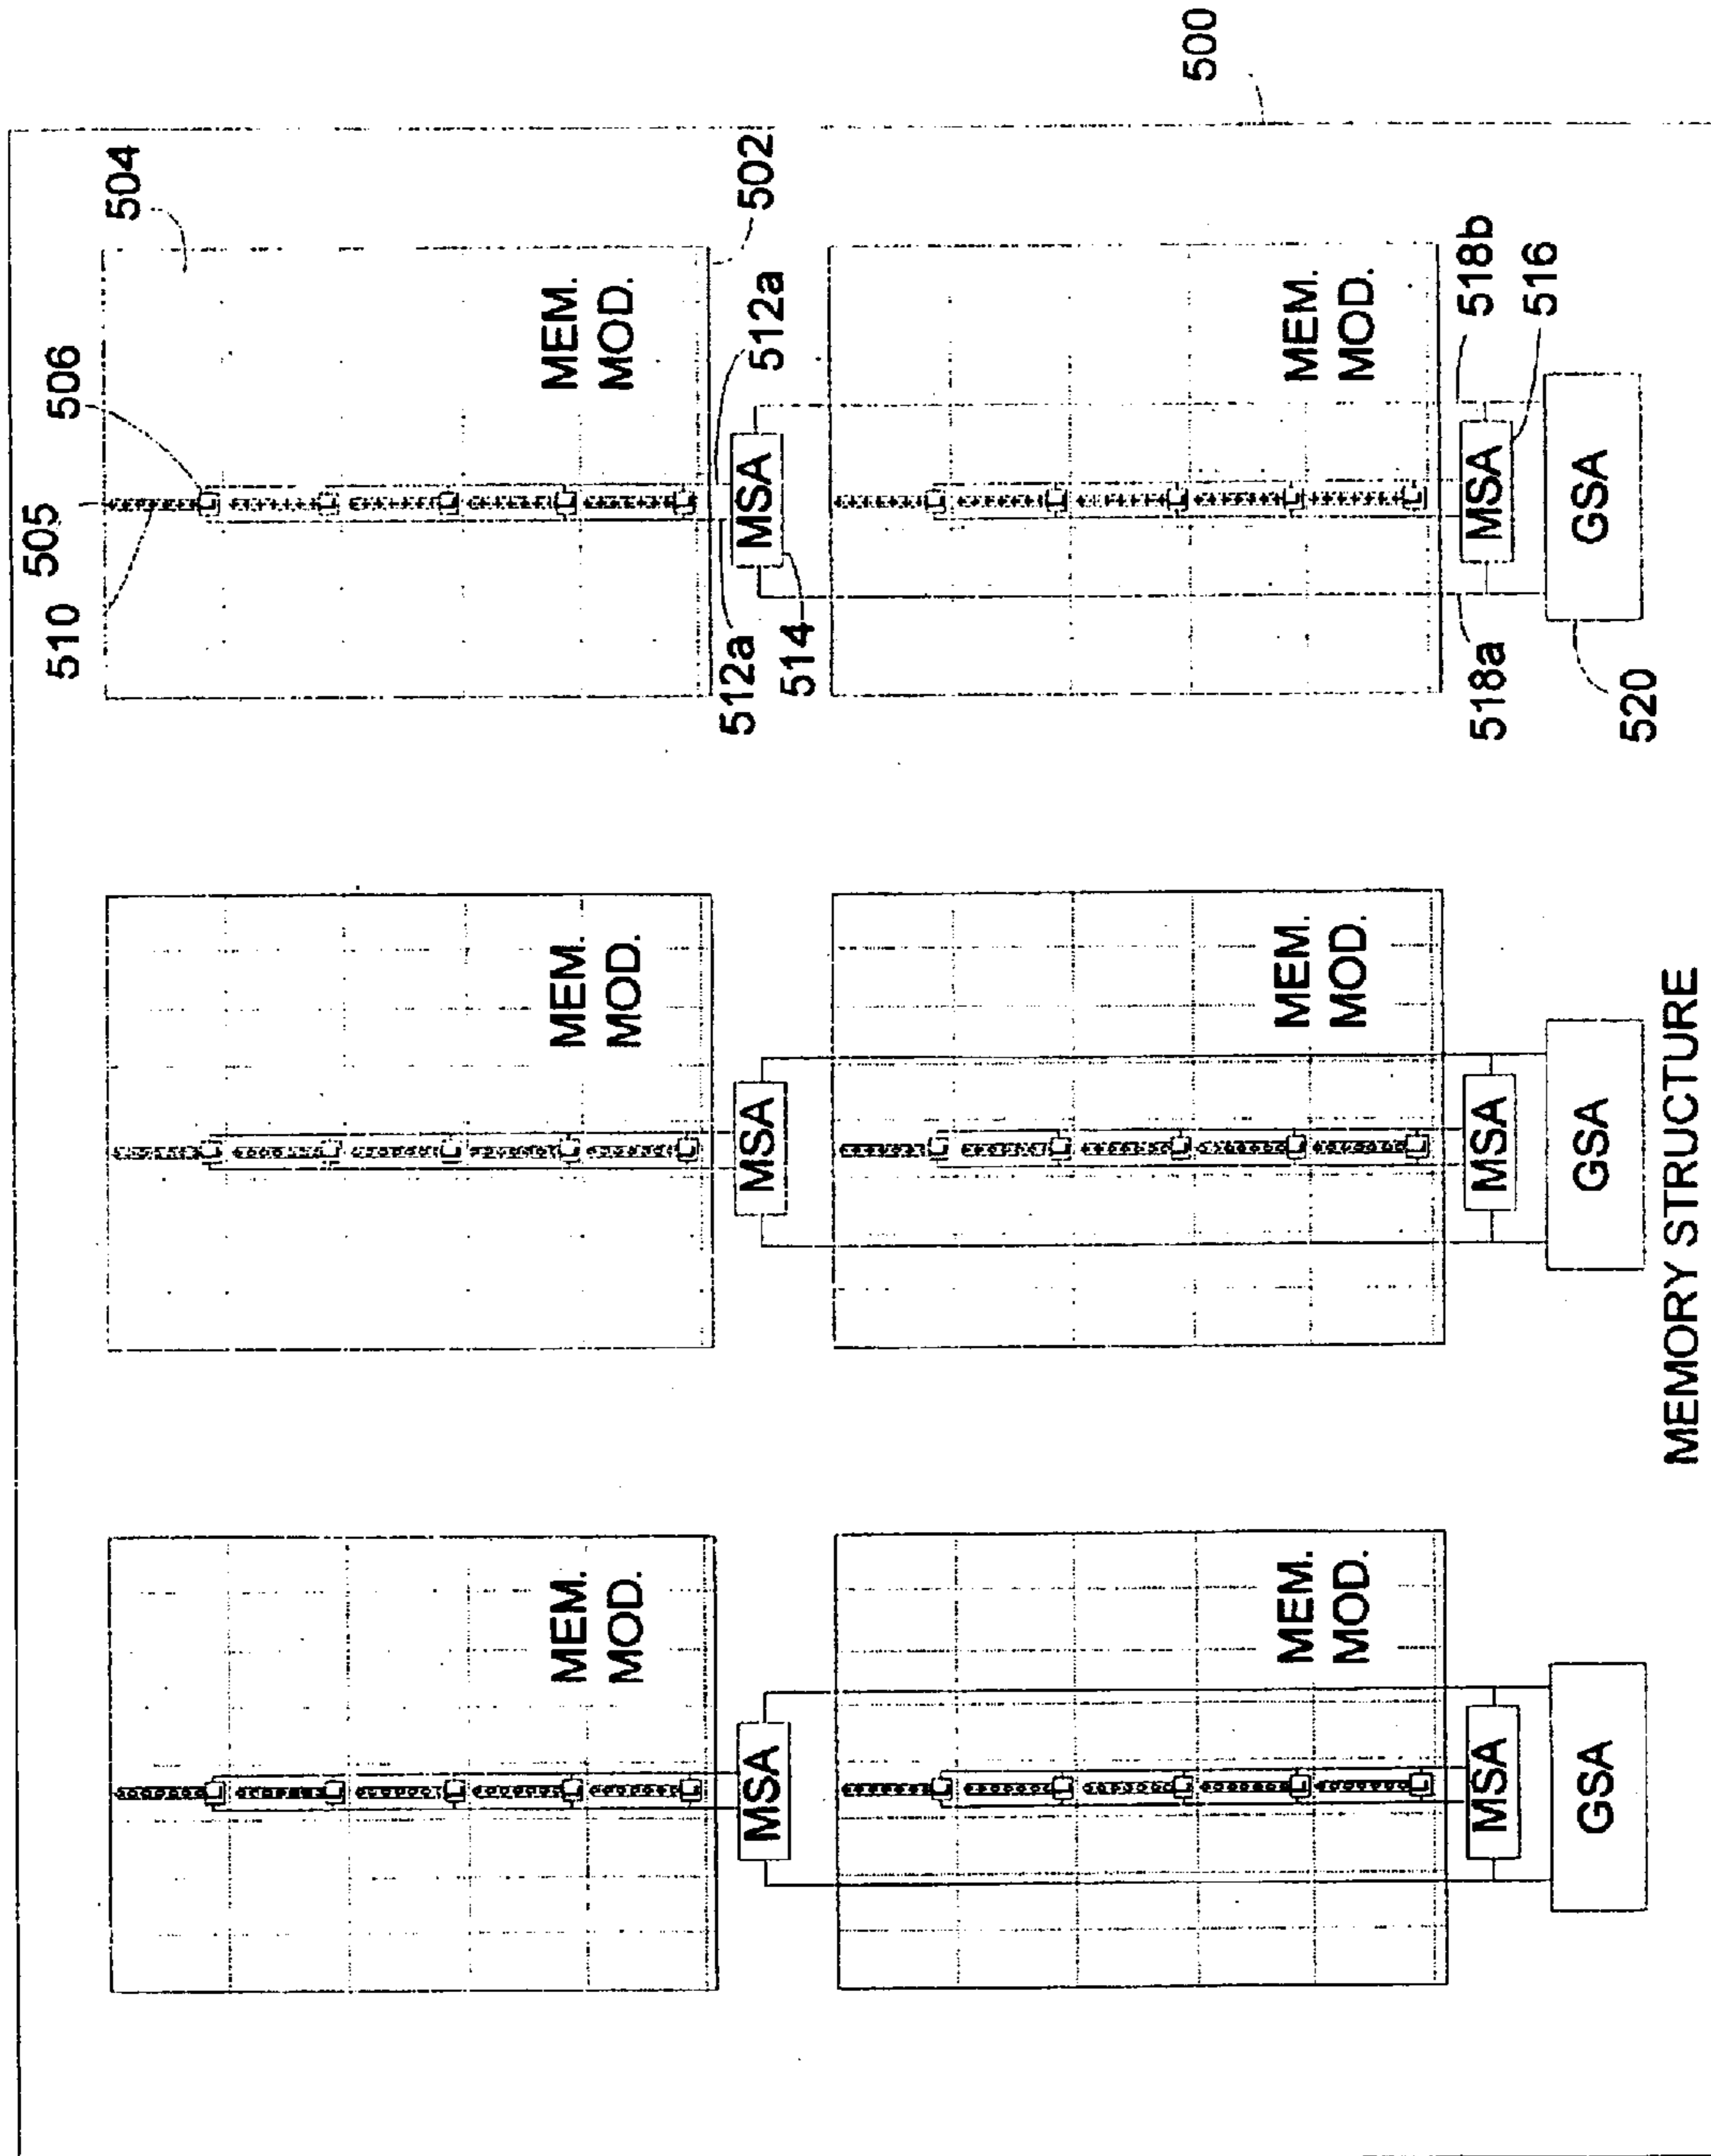 505
510
506
504
MEM.
MOD.
MEM.
MOD.
MEM.
MOD.
512a
502
512a
MSA
MSA
MSA
514
500
MEM.
MOD.
MEM.
MOD.
MEM.
MOD.
518b
518a
MSA
MSA
MSA
516
GSA
GSA
GSA
520
MEMORY STRUCTURE